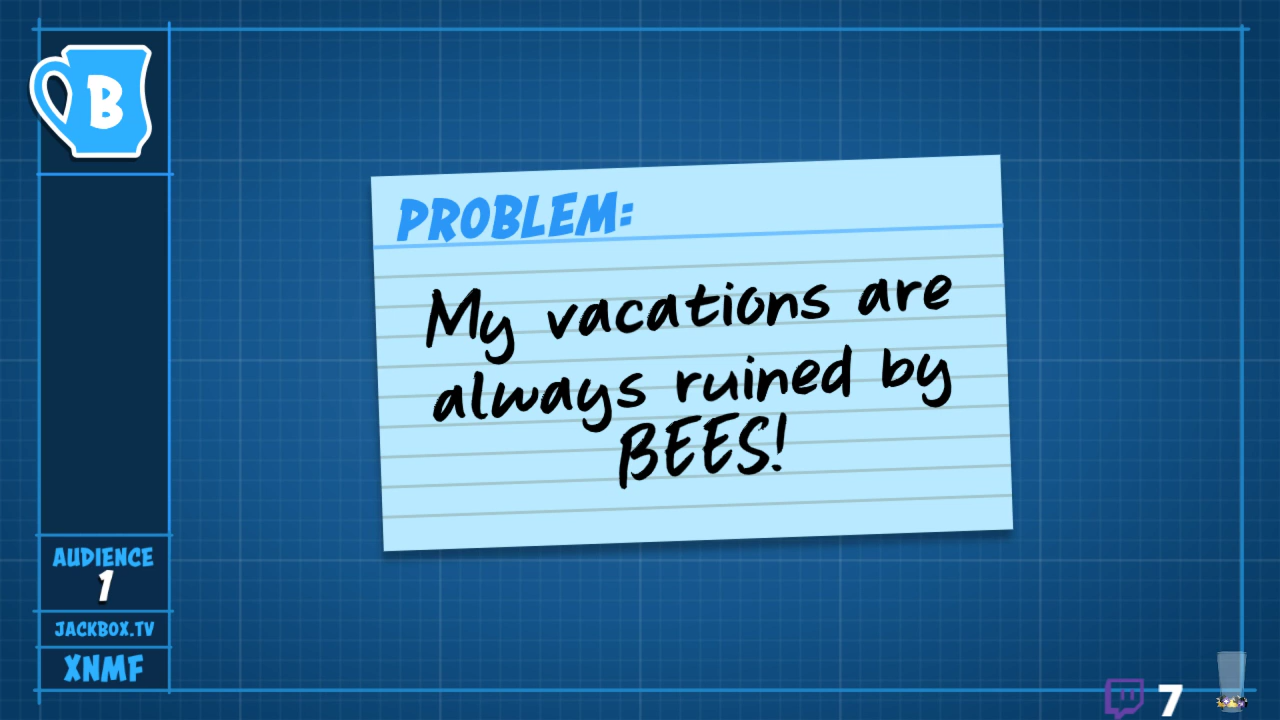 B
PROBLEM:
My vacations are
always ruined by
BEES!
AUDIENCE
1
JACKBOX.TV
XNMF
7